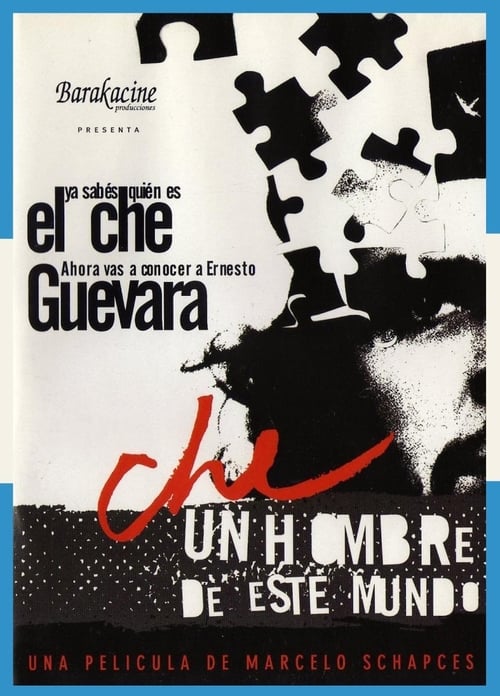 Barakacine
producciones
PRESENTA
ya sabés quién es
el che
Ahora vas a conocer a Ernesto
Guevara
che
UN HOMBRE
DE ESTE MUNDO
UNA PELICULA DE MARCELO SCHAPCES